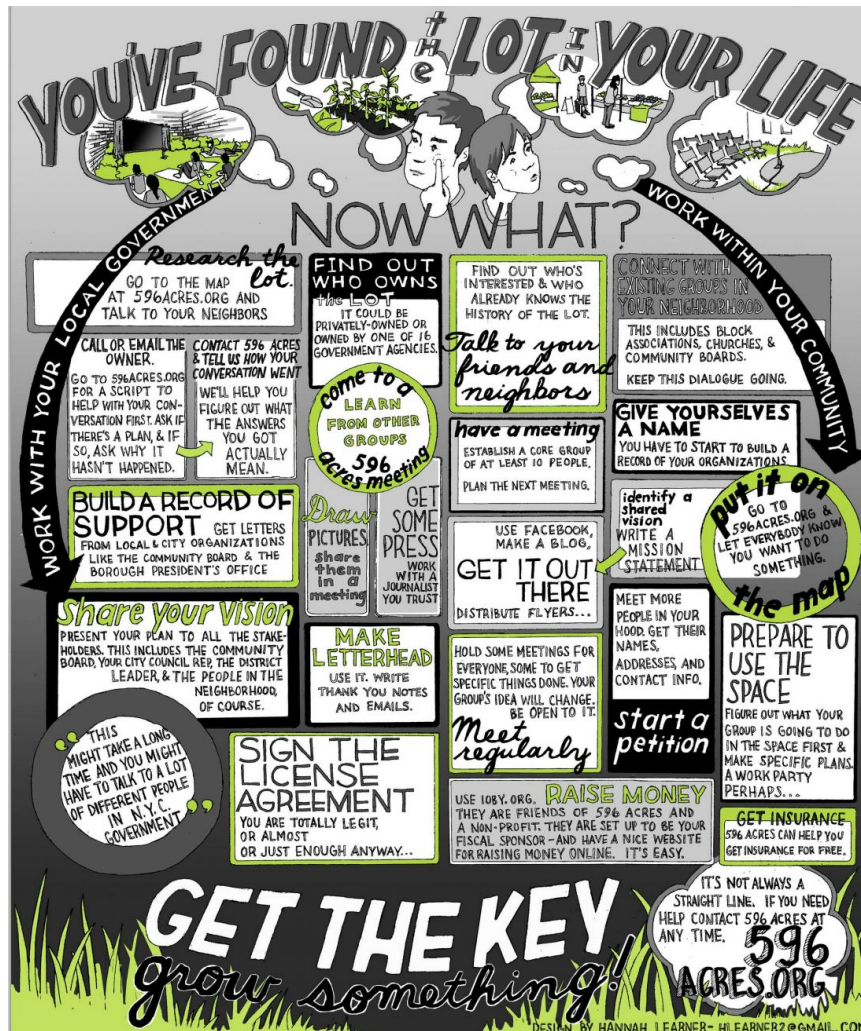 YOU'VE FOUND THE LOT IN YOUR LIFE
NOW WHAT?
WORK WITH YOUR LOCAL GOVERNMENT
WORK WITHIN YOUR COMMUNITY
Research the
lot.
GO TO THE MAP
AT 596ACRES.ORG AND
TALK TO YOUR NEIGHBORS
FIND OUT
WHO OWNS
the LOT
IT COULD BE
PRIVATELY-OWNED OR
OWNED BY ONE OF 16
GOVERNMENT AGENCIES.
FIND OUT WHO'S
INTERESTED & WHO
ALREADY KNOWS THE
HISTORY OF THE LOT.
Talk to your
friends and
neighbors
CONNECT WITH
EXISTING GROUPS IN
YOUR NEIGHBORHOOD
THIS INCLUDES BLOCK
ASSOCIATIONS, CHURCHES, &
COMMUNITY BOARDS.
KEEP THIS DIALOGUE GOING.
CALL OR EMAIL THE
OWNER.
GO TO 596ACRES.ORG
FOR A SCRIPT TO
HELP WITH YOUR CON-
VERSATION FIRST. ASK IF
THERE'S A PLAN, & IF
SO, ASK WHY IT
HASN'T HAPPENED.
CONTACT 596 ACRES
& TELL US HOW YOUR
CONVERSATION WENT
WE'LL HELP YOU
FIGURE OUT WHAT
THE ANSWERS
YOU GOT
ACTUALLY
MEAN.
come to a
LEARN
FROM OTHER
GROUPS
596
acres meeting
have a meeting
ESTABLISH A CORE GROUP
OF AT LEAST 10 PEOPLE.
PLAN THE NEXT MEETING.
GIVE YOURSELVES
A NAME
YOU HAVE TO START TO BUILD A
RECORD OF YOUR ORGANIZATIONS
BUILD A RECORD OF
SUPPORT GET LETTERS
FROM LOCAL & CITY ORGANIZATIONS
LIKE THE COMMUNITY BOARD & THE
BOROUGH PRESIDENT'S OFFICE
Draw
PICTURES.
share
them
in a
meeting
GET
SOME
PRESS
WORK
WITH A
JOURNALIST
YOU TRUST
USE FACEBOOK,
MAKE A BLOG,
GET IT OUT
THERE
DISTRIBUTE FLYERS...
identify a
shared
vision
WRITE A
MISSION
STATEMENT
put it on
GO TO
596ACRES.ORG &
LET EVERYBODY KNOW
YOU WANT TO DO
SOMETHING.
the map
Share your vision
PRESENT YOUR PLAN TO ALL THE STAKE-
HOLDERS. THIS INCLUDES THE COMMUNITY
BOARD, YOUR CITY COUNCIL REP, THE DISTRICT
LEADER, & THE PEOPLE IN THE
NEIGHBORHOOD,
OF COURSE.
MAKE
LETTERHEAD
USE IT. WRITE
THANK YOU NOTES
AND EMAILS.
HOLD SOME MEETINGS FOR
EVERYONE, SOME TO GET
SPECIFIC THINGS DONE. YOUR
GROUP'S IDEA WILL CHANGE.
BE OPEN TO IT.
Meet
regularly
MEET MORE
PEOPLE IN YOUR
HOOD. GET THEIR
NAMES,
ADDRESSES, AND
CONTACT INFO.
start a
petition
PREPARE TO
USE THE
SPACE
FIGURE OUT WHAT YOUR
GROUP IS GOING TO DO
IN THE SPACE FIRST &
MAKE SPECIFIC PLANS.
A WORK PARTY
PERHAPS...
"THIS
MIGHT TAKE A LONG
TIME AND YOU MIGHT
HAVE TO TALK TO A LOT
OF DIFFERENT PEOPLE
IN N.Y.C.
GOVERNMENT"
SIGN THE
LICENSE
AGREEMENT
YOU ARE TOTALLY LEGIT,
OR ALMOST
OR JUST ENOUGH ANYWAY...
USE IOBY.ORG. RAISE MONEY
THEY ARE FRIENDS OF 596 ACRES AND
A NON-PROFIT. THEY ARE SET UP TO BE YOUR
FISCAL SPONSOR-AND HAVE A NICE WEBSITE
FOR RAISING MONEY ONLINE. IT'S EASY.
GET INSURANCE
596 ACRES CAN HELP YOU
GET INSURANCE FOR FREE.
GET THE KEY
grow something!
IT'S NOT ALWAYS A
STRAIGHT LINE. IF YOU NEED
HELP CONTACT 596 ACRES AT
ANY TIME.
596
ACRES.ORG
DESIGN BY HANNAH LEARNER- HLEARNER2@GMAIL.COM